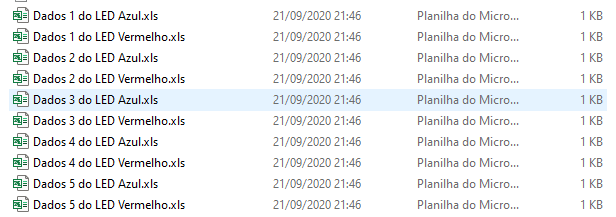 Dados 1 do LED Azul.xls 21/09/2020 21:46 Planilha do Micro... 1 KB
Dados 1 do LED Vermelho.xls 21/09/2020 21:46 Planilha do Micro... 1 KB
Dados 2 do LED Azul.xls 21/09/2020 21:46 Planilha do Micro... 1 KB
Dados 2 do LED Vermelho.xls 21/09/2020 21:46 Planilha do Micro... 1 KB
Dados 3 do LED Azul.xls 21/09/2020 21:46 Planilha do Micro... 1 KB
Dados 3 do LED Vermelho.xls 21/09/2020 21:46 Planilha do Micro... 1 KB
Dados 4 do LED Azul.xls 21/09/2020 21:46 Planilha do Micro... 1 KB
Dados 4 do LED Vermelho.xls 21/09/2020 21:46 Planilha do Micro... 1 KB
Dados 5 do LED Azul.xls 21/09/2020 21:46 Planilha do Micro... 1 KB
Dados 5 do LED Vermelho.xls 21/09/2020 21:46 Planilha do Micro... 1 KB